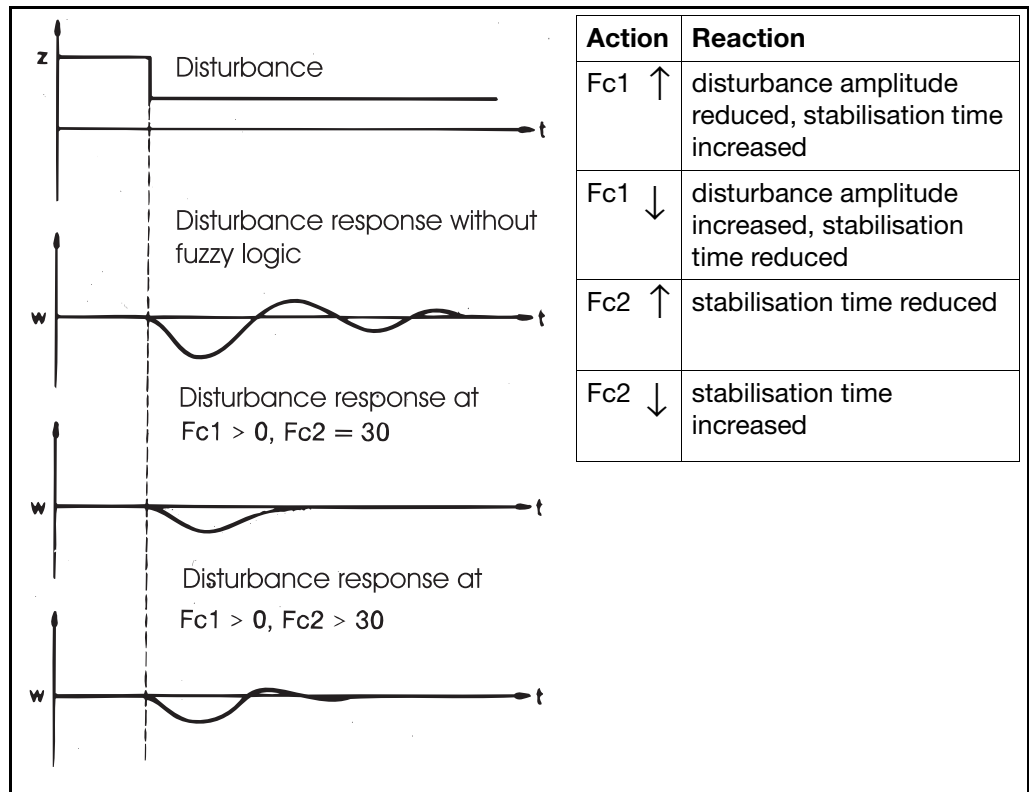 z
Disturbance
t
Disturbance response without
fuzzy logic
w
t
Disturbance response at
Fc1 > 0, Fc2 = 30
w
t
Disturbance response at
Fc1 > 0, Fc2 > 30
w
t
Action Reaction
Fc1 ↑ disturbance amplitude
reduced, stabilisation time
increased
Fc1 ↓ disturbance amplitude
increased, stabilisation
time reduced
Fc2 ↑ stabilisation time reduced
Fc2 ↓ stabilisation time
increased